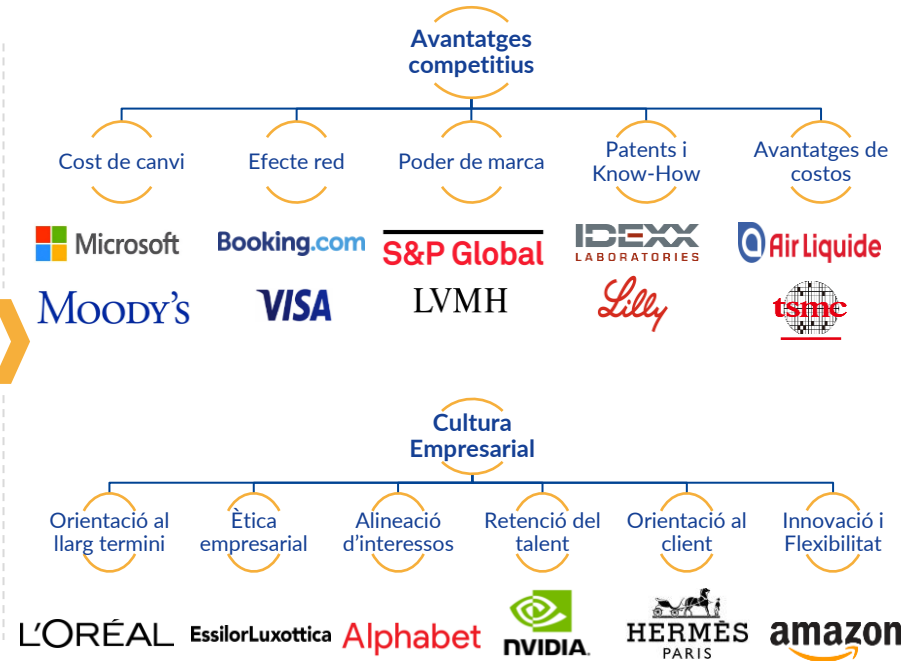 Avantatges
competitius
Cost de canvi
Efecte red
Poder de marca
Patents i
Know-How
Avantatges de
costos
Microsoft
Booking.com
S&P Global
IDEXX
LABORATORIES
Air Liquide
MOODY'S
VISA
LVMH
Lilly
tsmc
Cultura
Empresarial
Orientació al
llarg termini
Ètica
empresarial
Alineació
d'interessos
Retenció del
talent
Orientació al
client
Innovació i
Flexibilitat
L'ORÉAL
EssilorLuxottica
Alphabet
NVIDIA.
HERMÈS
PARIS
amazon